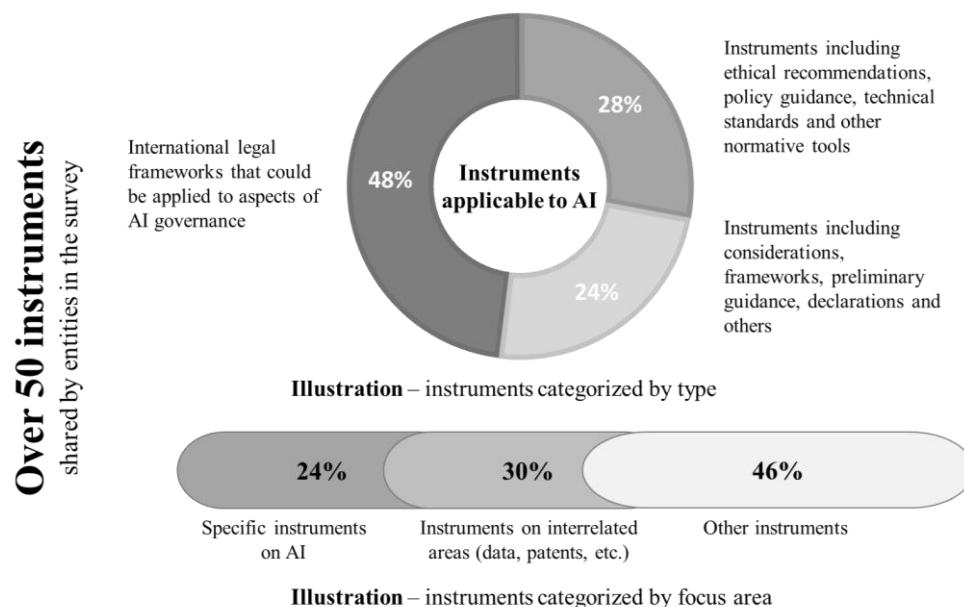 Over 50 instruments
shared by entities in the survey
International legal
frameworks that could
be applied to aspects of
AI governance
48%
28%
24%
Instruments
applicable to AI
Instruments including
ethical recommendations,
policy guidance, technical
standards and other
normative tools
Instruments including
considerations,
frameworks, preliminary
guidance, declarations and
others
Illustration – instruments categorized by type
24%
30%
46%
Specific instruments
on AI
Instruments on interrelated
areas (data, patents, etc.)
Other instruments
Illustration – instruments categorized by focus area